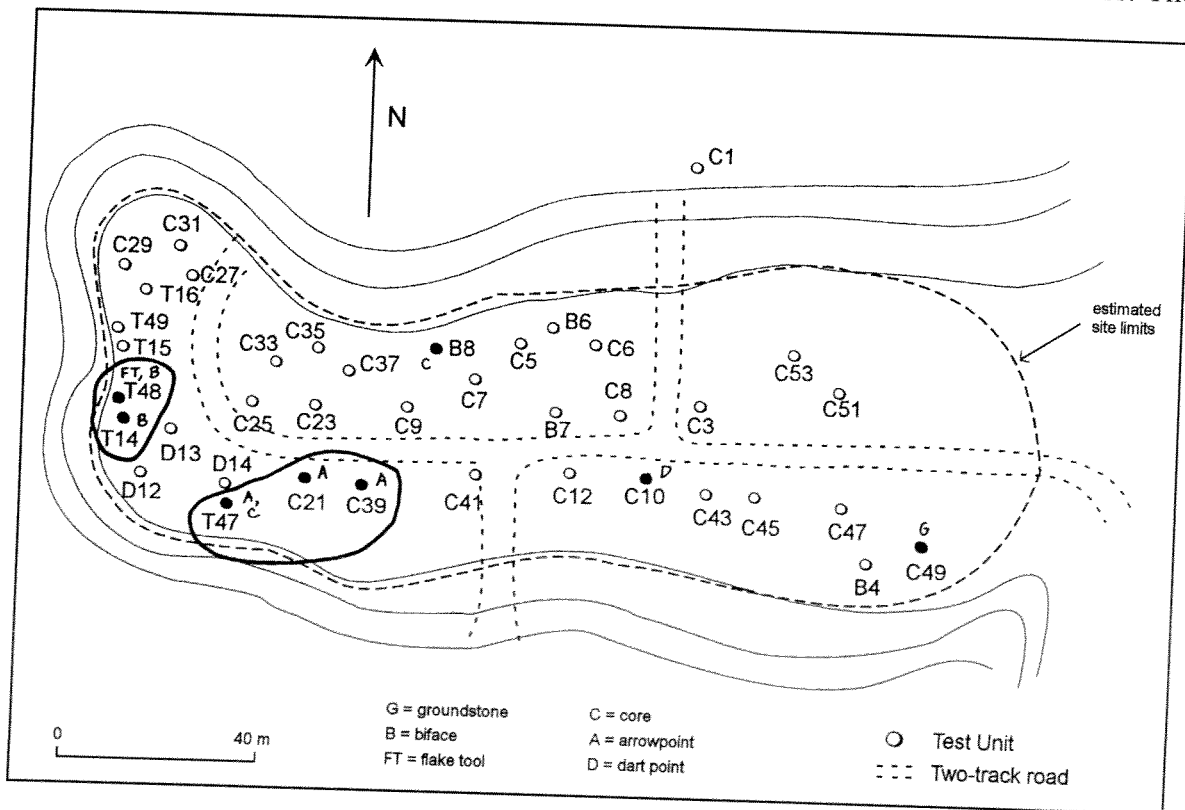 N
C1
C31
C29
C27
T16
T49
T15
C35
C33
C37
B8
C
C5
B6
C6
C53
C51
FT, B
T48
T14 B
D13
C25
C23
C9
C7
B7
C8
C3
estimated
site limits
D12
D14
T47
A,
C
A
C21
A
C39
C41
C12
D
C10
C43
C45
C47
G
C49
B4
G = groundstone
B = biface
FT = flake tool
C = core
A = arrowpoint
D = dart point
0 40 m
Test Unit
Two-track road